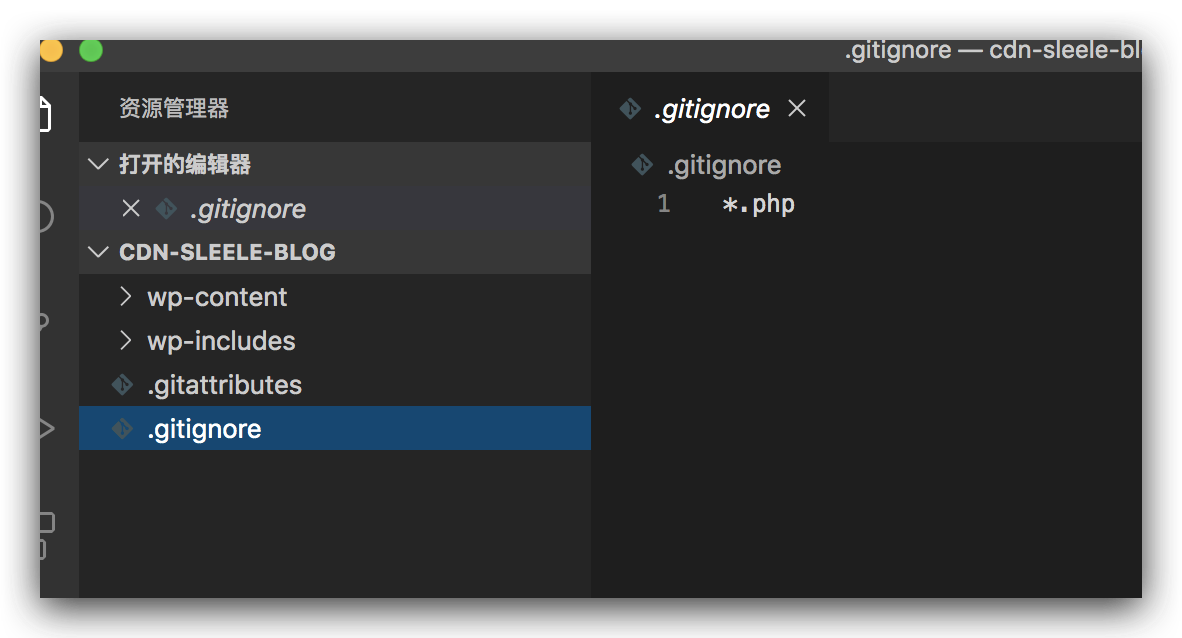 .gitignore — cdn-sleele-bl
资源管理器
打开的编辑器
.gitignore
CDN-SLEELE-BLOG
wp-content
wp-includes
.gitattributes
.gitignore
.gitignore
.gitignore
1 *.php